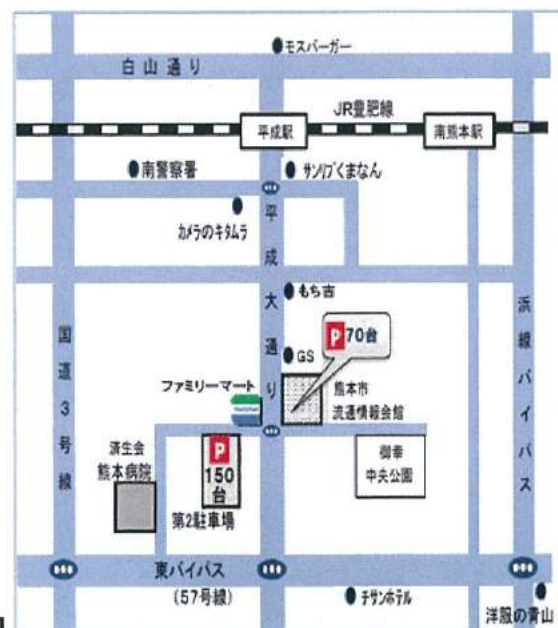 モスバーガー
白山通り
JR豊肥線
平成駅
南熊本駅
南警察署
サンリブくまなん
カメラのキタムラ
平成大通り
もち吉
国道3号線
浜線バイパス
P70台
GS
ファミリーマート
熊本市
流通情報会館
済生会
熊本病院
P
150
台
第2駐車場
御幸
中央公園
東バイパス
(57号線)
チサンホテル
洋服の青山